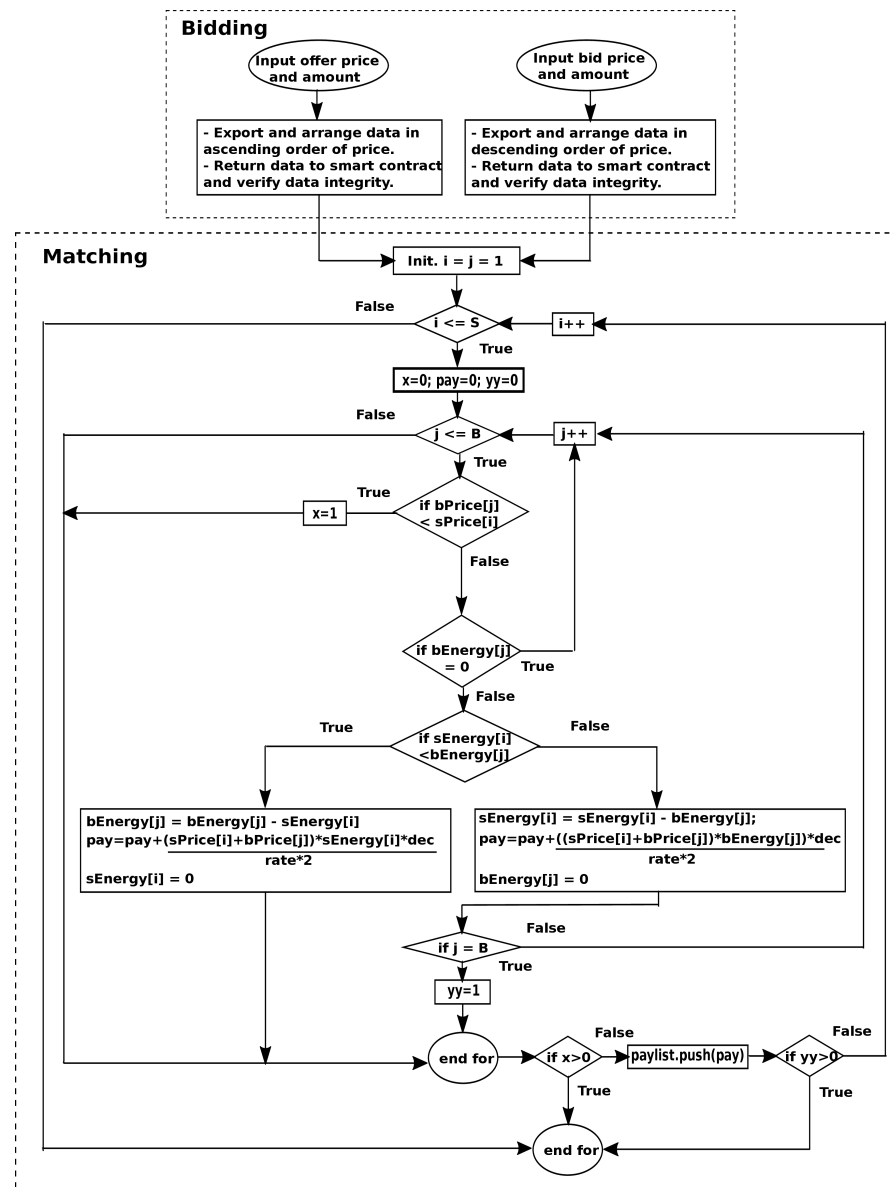 Bidding
Input offer price
and amount
Input bid price
and amount
- Export and arrange data in
ascending order of price.
- Return data to smart contract
and verify data integrity.
- Export and arrange data in
descending order of price.
- Return data to smart contract
and verify data integrity.
Matching
Init. i = j = 1
False
i <= S
i++
True
x=0; pay=0; yy=0
False
j <= B
j++
True
True
if bPrice[j]
< sPrice[i]
x=1
False
if bEnergy[j]
= 0
True
False
True
if sEnergy[i]
<bEnergy[j]
False
bEnergy[j] = bEnergy[j] - sEnergy[i]
pay=pay+(sPrice[i]+bPrice[j])*sEnergy[i]*dec
rate*2
sEnergy[i] = 0
sEnergy[i] = sEnergy[i] - bEnergy[j];
pay=pay+((sPrice[i]+bPrice[j])*bEnergy[j])*dec
rate*2
bEnergy[j] = 0
False
if j = B
True
yy=1
end for
if x>0
False
paylist.push(pay)
if yy>0
False
True
True
end for